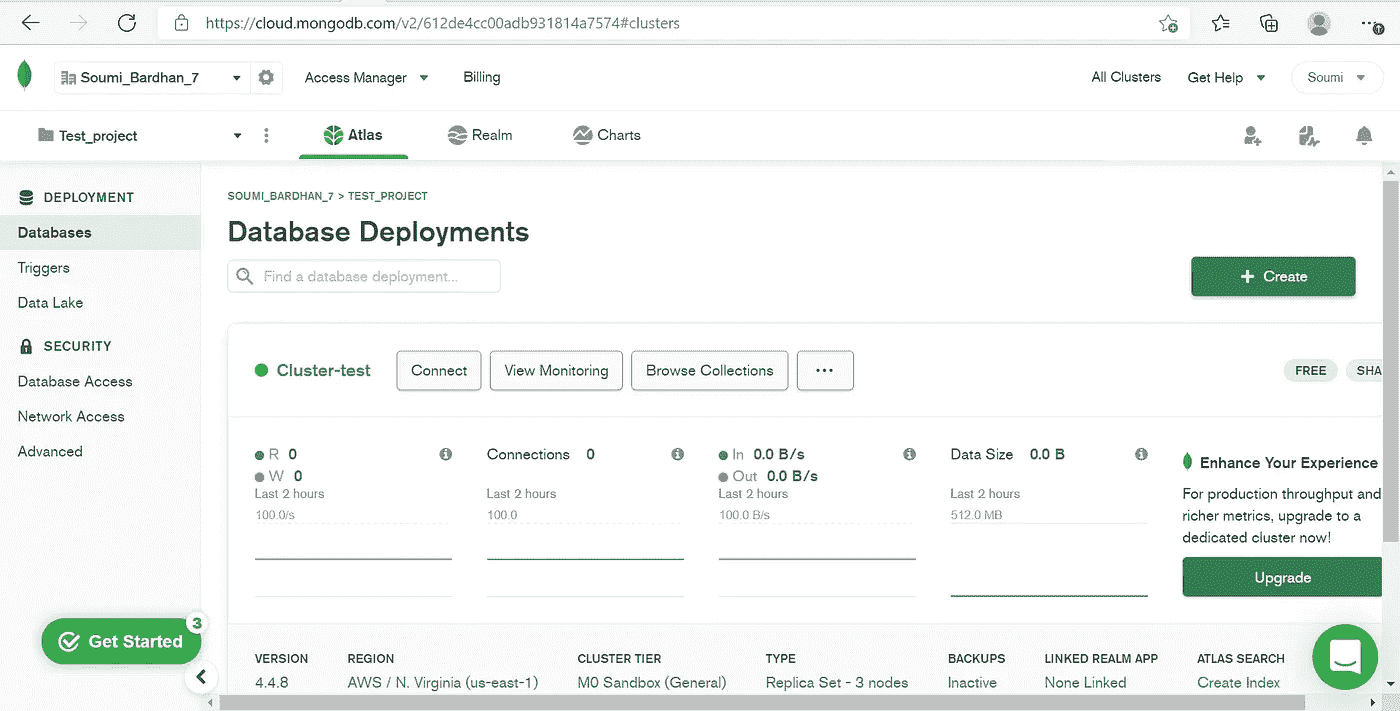 https://cloud.mongodb.com/v2/612de4cc00adb931814a7574#clusters
Soumi_Bardhan_7 Access Manager Billing All Clusters Get Help Soumi
Test_project Atlas Realm Charts
DEPLOYMENT
Databases
Triggers
Data Lake
SECURITY
Database Access
Network Access
Advanced
Get Started 3
SOUMI_BARDHAN_7 > TEST_PROJECT
Database Deployments
Find a database deployment...
+ Create
Cluster-test Connect View Monitoring Browse Collections ... FREE SHA
R 0
W 0
Last 2 hours
100.0/s
Connections 0
Last 2 hours
100.0
In 0.0 B/s
Out 0.0 B/s
Last 2 hours
100.0 B/s
Data Size 0.0 B
Last 2 hours
512.0 MB
Enhance Your Experience
For production throughput and
richer metrics, upgrade to a
dedicated cluster now!
Upgrade
VERSION REGION CLUSTER TIER TYPE BACKUPS LINKED REALM APP ATLAS SEARCH
4.4.8 AWS / N. Virginia (us-east-1) M0 Sandbox (General) Replica Set - 3 nodes Inactive None Linked Create Index